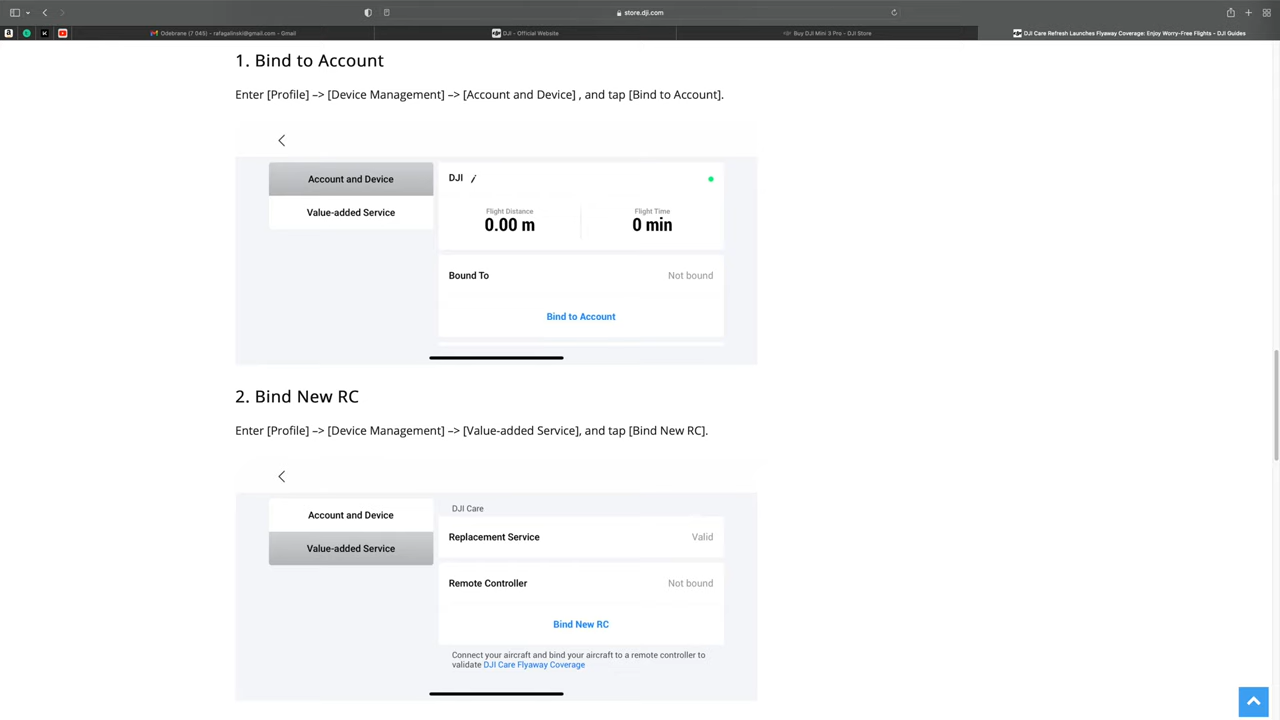 store.dji.com
Odebrane (7 045) - rafagalinski@gmail.com - Gmail
DJI - Official Website
Buy DJI Mini 3 Pro - DJI Store
DJI Care Refresh Launches Flyaway Coverage: Enjoy Worry-Free Flights - DJI Guides
1. Bind to Account
Enter [Profile] –> [Device Management] –> [Account and Device] , and tap [Bind to Account].
Account and Device
Value-added Service
DJI
Flight Distance
0.00 m
Flight Time
0 min
Bound To
Not bound
Bind to Account
2. Bind New RC
Enter [Profile] –> [Device Management] –> [Value-added Service], and tap [Bind New RC].
Account and Device
Value-added Service
DJI Care
Replacement Service
Valid
Remote Controller
Not bound
Bind New RC
Connect your aircraft and bind your aircraft to a remote controller to
validate DJI Care Flyaway Coverage